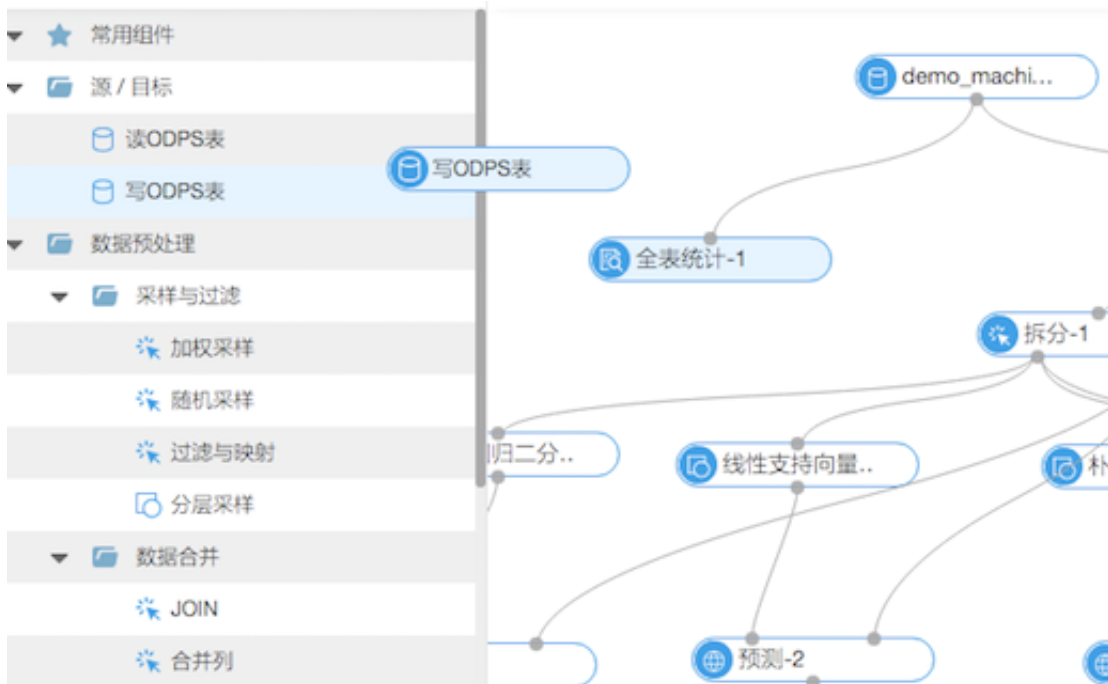 常用组件
源 / 目标
读ODPS表
写ODPS表
数据预处理
采样与过滤
加权采样
随机采样
过滤与映射
分层采样
数据合并
JOIN
合并列
demo_machi...
写ODPS表
全表统计-1
拆分-1
归二分..
线性支持向量..
朴
预测-2